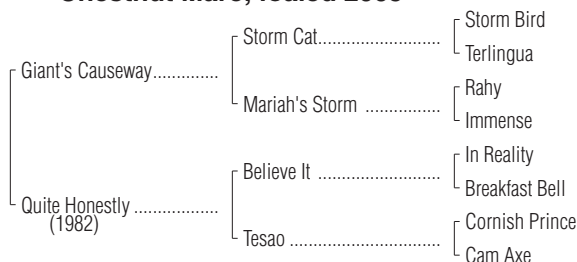 Chestnut Mare, foaled
Storm Bird
Storm Cat
Terlingua
Giant's Causeway
Rahy
Mariah's Storm
Immense
In Reality
Believe It
Breakfast Bell
Quite Honestly
(1982)
Cornish Prince
Tesao
Cam Axe